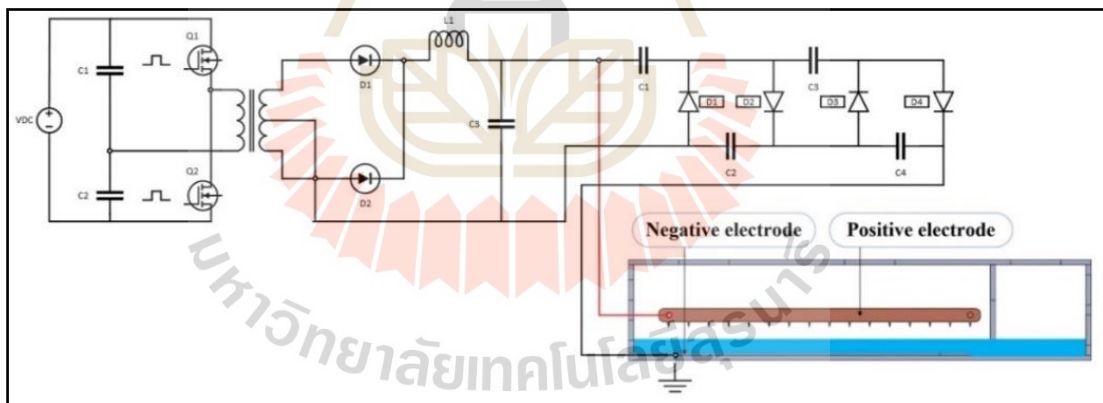 VDC
C1
C2
Q1
Q2
D1
D2
L1
C3
C1
D1
D2
C3
D3
D4
C2
C4
Negative electrode
Positive electrode
มหาวิทยาลัยเทคโนโลยีสุรนารี